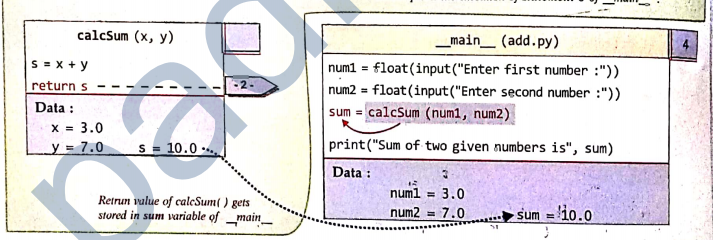 calcSum (x, y)
s = x + y
return s
-2-
Data :
x = 3.0
y = 7.0 s = 10.0
Retrun value of calcSum( ) gets
stored in sum variable of __main__
__main__ (add.py)
4
num1 = float(input("Enter first number :"))
num2 = float(input("Enter second number :"))
sum = calcSum (num1, num2)
print("Sum of two given numbers is", sum)
Data :
num1 = 3.0
num2 = 7.0 sum = 10.0